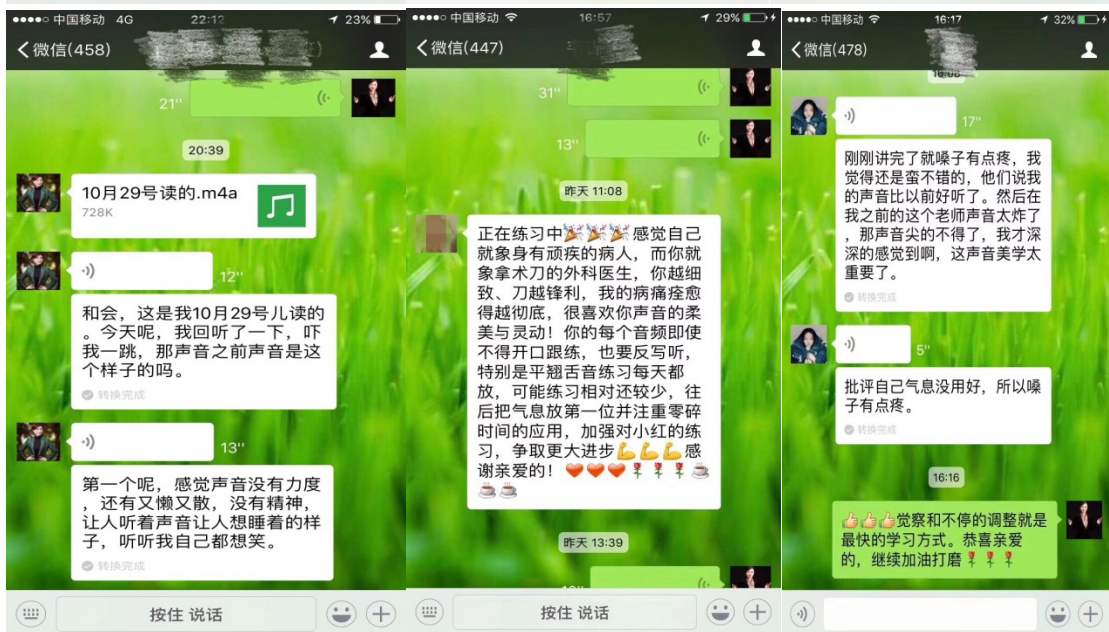 中国移动 4G 22:12 23%
微信(458)
21''
20:39
10月29号读的.m4a
728K
12''
和会，这是我10月29号儿读的
。今天呢，我回听了一下，吓
我一跳，那声音之前声音是这
个样子的吗。
转换完成
13''
第一个呢，感觉声音没有力度
，还有又懒又散，没有精神，
让人听着声音让人想睡着的样
子，听听我自己都想笑。
转换完成
按住 说话
中国移动 16:57 29%
微信(447)
31''
13''
昨天 11:08
正在练习中🎉🎉🎉感觉自己
就象身有顽疾的病人，而你就
象拿术刀的外科医生，你越细
致、刀越锋利，我的病痛痊愈
得越彻底，很喜欢你声音的柔
美与灵动！你的每个音频即使
不得开口跟练，也要反写听，
特别是平翘舌音练习每天都
放，可能练习相对还较少，往
后把气息放第一位并注重零碎
时间的应用，加强对小红的练
习，争取更大进步💪💪💪感
谢亲爱的！❤❤❤🌹🌹🌹☕
☕☕
昨天 13:39
按住 说话
中国移动 16:17 32%
微信(478)
17''
刚刚讲完了就嗓子有点疼，我
觉得还是蛮不错的，他们说我
的声音比以前好听了。然后在
我之前的这个老师声音太炸了
，那声音尖的不得了，我才深
深的感觉到啊，这声音美学太
重要了。
转换完成
5''
批评自己气息没用好，所以嗓
子有点疼。
转换完成
16:16
👍👍👍觉察和不停的调整就是
最快的学习方式。恭喜亲爱
的，继续加油打磨🌹🌹🌹